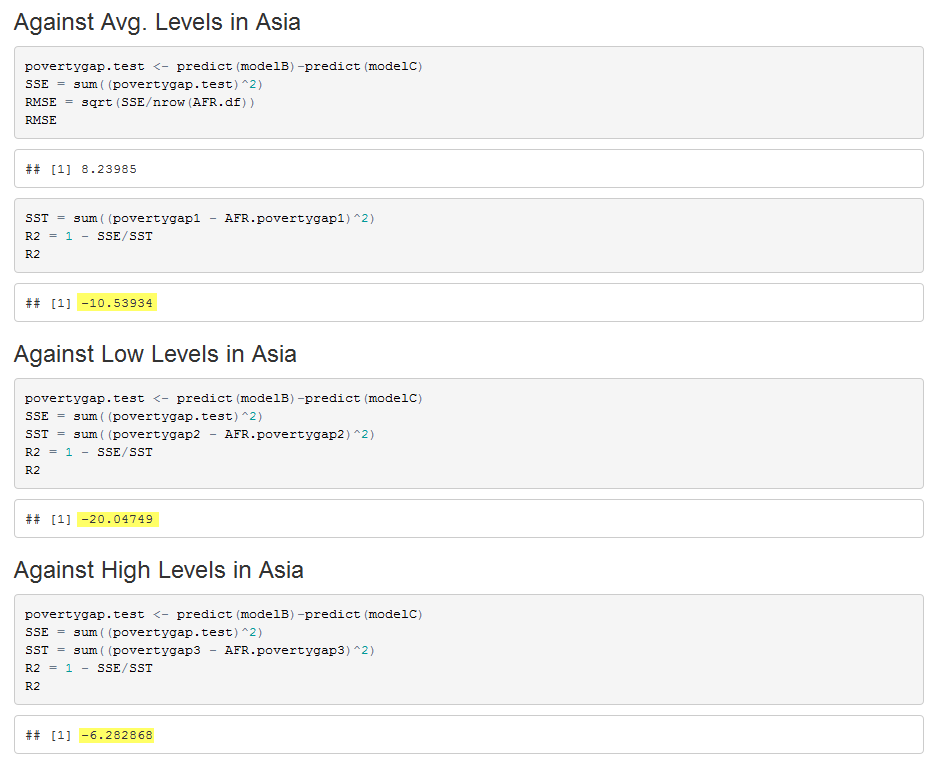 Against Avg. Levels in Asia
povertygap.test <- predict(modelB)-predict(modelC)
SSE = sum((povertygap.test)^2)
RMSE = sqrt(SSE/nrow(AFR.df))
RMSE
## [1] 8.23985
SST = sum((povertygap1 - AFR.povertygap1)^2)
R2 = 1 - SSE/SST
R2
## [1] -10.53934
Against Low Levels in Asia
povertygap.test <- predict(modelB)-predict(modelC)
SSE = sum((povertygap.test)^2)
SST = sum((povertygap2 - AFR.povertygap2)^2)
R2 = 1 - SSE/SST
R2
## [1] -20.04749
Against High Levels in Asia
povertygap.test <- predict(modelB)-predict(modelC)
SSE = sum((povertygap.test)^2)
SST = sum((povertygap3 - AFR.povertygap3)^2)
R2 = 1 - SSE/SST
R2
## [1] -6.282868